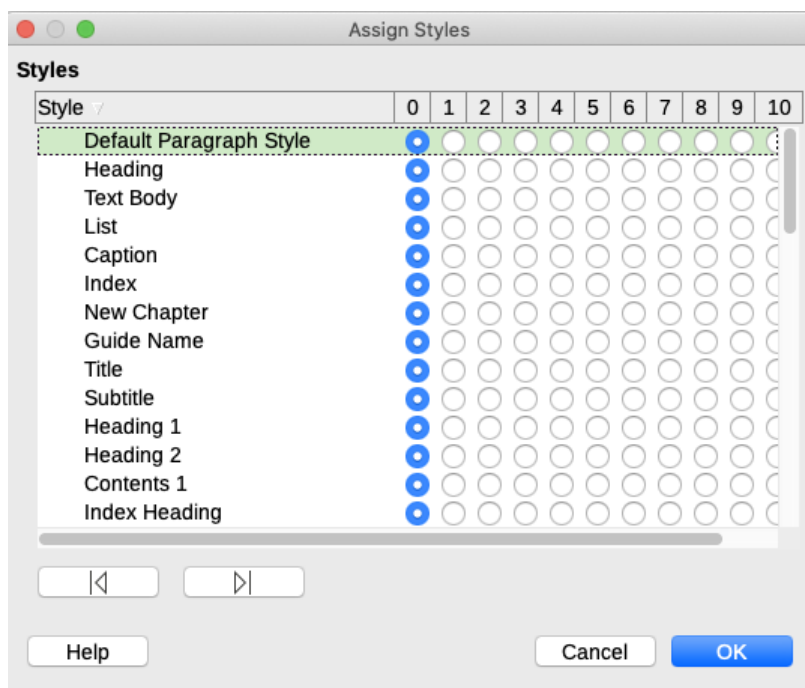 Assign Styles
Styles
Style 0 1 2 3 4 5 6 7 8 9 10
Default Paragraph Style
Heading
Text Body
List
Caption
Index
New Chapter
Guide Name
Title
Subtitle
Heading 1
Heading 2
Contents 1
Index Heading
Help Cancel OK